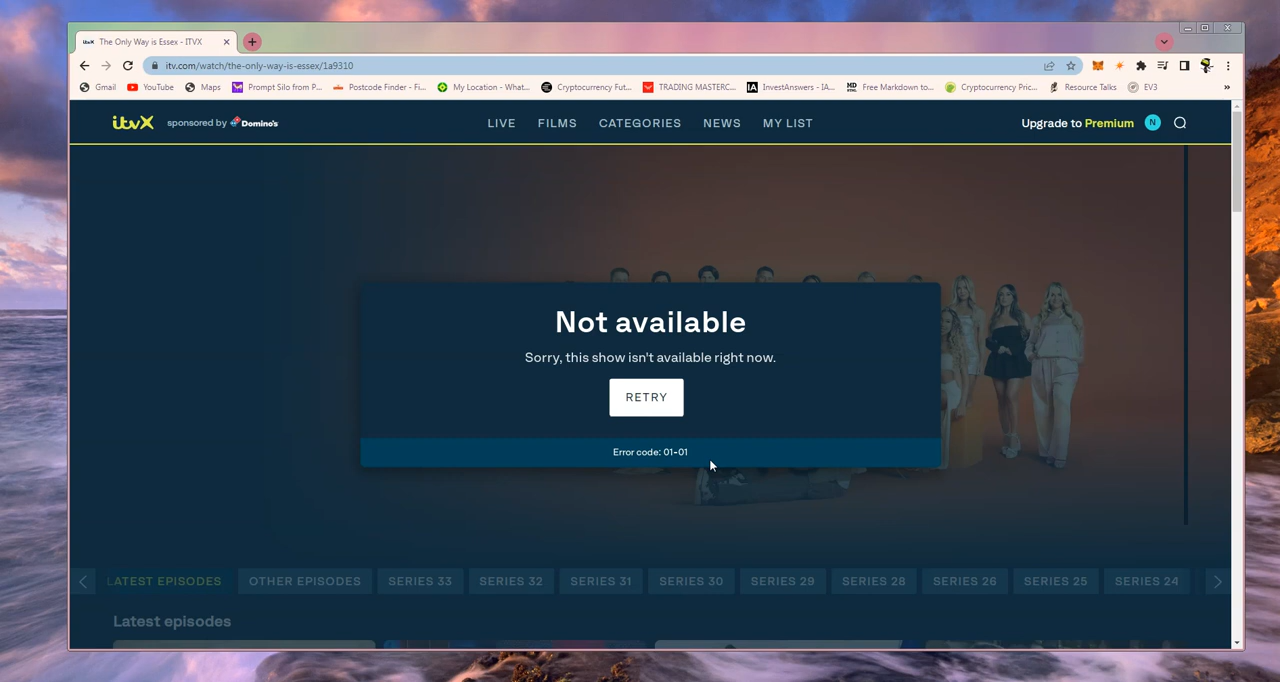 itvX The Only Way is Essex - ITVX
itv.com/watch/the-only-way-is-essex/1a9310
Gmail YouTube Maps Prompt Silo from P... Postcode Finder - Fi... My Location - What... Cryptocurrency Fut... TRADING MASTERC... IA InvestAnswers - IA... MD Free Markdown to... Cryptocurrency Pric... Resource Talks EV3 »
itvX sponsored by Domino's LIVE FILMS CATEGORIES NEWS MY LIST Upgrade to Premium N
Not available
Sorry, this show isn't available right now.
RETRY
Error code: 01-01
LATEST EPISODES OTHER EPISODES SERIES 33 SERIES 32 SERIES 31 SERIES 30 SERIES 29 SERIES 28 SERIES 26 SERIES 25 SERIES 24
Latest episodes